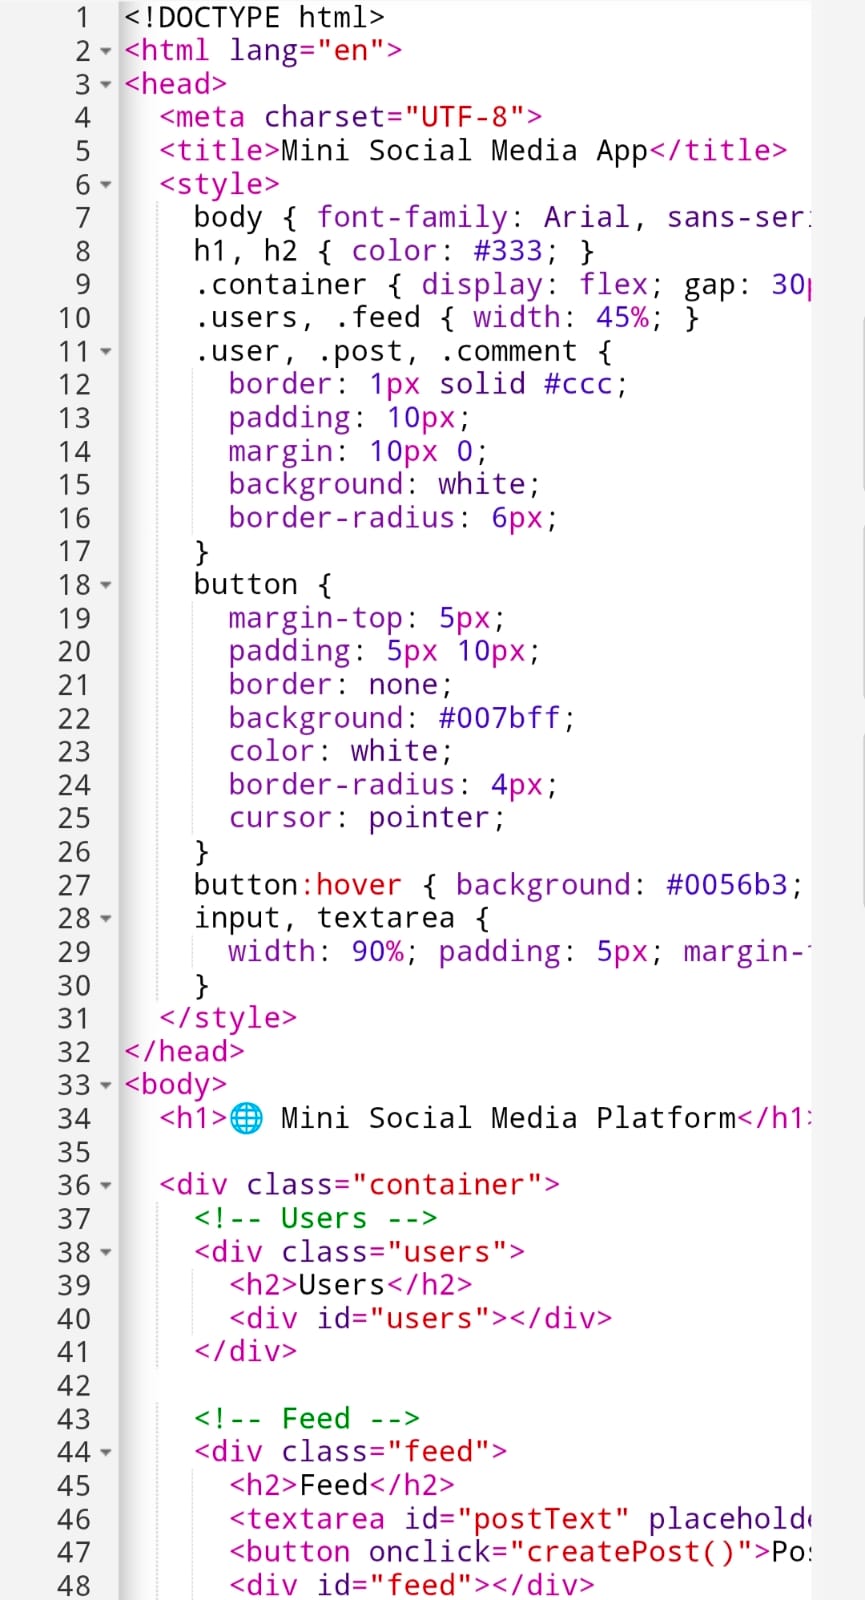 1 <!DOCTYPE html>
2 <html lang="en">
3 <head>
4 <meta charset="UTF-8">
5 <title>Mini Social Media App</title>
6 <style>
7 body { font-family: Arial, sans-ser
8 h1, h2 { color: #333; }
9 .container { display: flex; gap: 30
10 .users, .feed { width: 45%; }
11 .user, .post, .comment {
12 border: 1px solid #ccc;
13 padding: 10px;
14 margin: 10px 0;
15 background: white;
16 border-radius: 6px;
17 }
18 button {
19 margin-top: 5px;
20 padding: 5px 10px;
21 border: none;
22 background: #007bff;
23 color: white;
24 border-radius: 4px;
25 cursor: pointer;
26 }
27 button:hover { background: #0056b3;
28 input, textarea {
29 width: 90%; padding: 5px; margin-
30 }
31 </style>
32 </head>
33 <body>
34 <h1>🌐 Mini Social Media Platform</h1
35
36 <div class="container">
37 <!-- Users -->
38 <div class="users">
39 <h2>Users</h2>
40 <div id="users"></div>
41 </div>
42
43 <!-- Feed -->
44 <div class="feed">
45 <h2>Feed</h2>
46 <textarea id="postText" placehold
47 <button onclick="createPost()">Po
48 <div id="feed"></div>